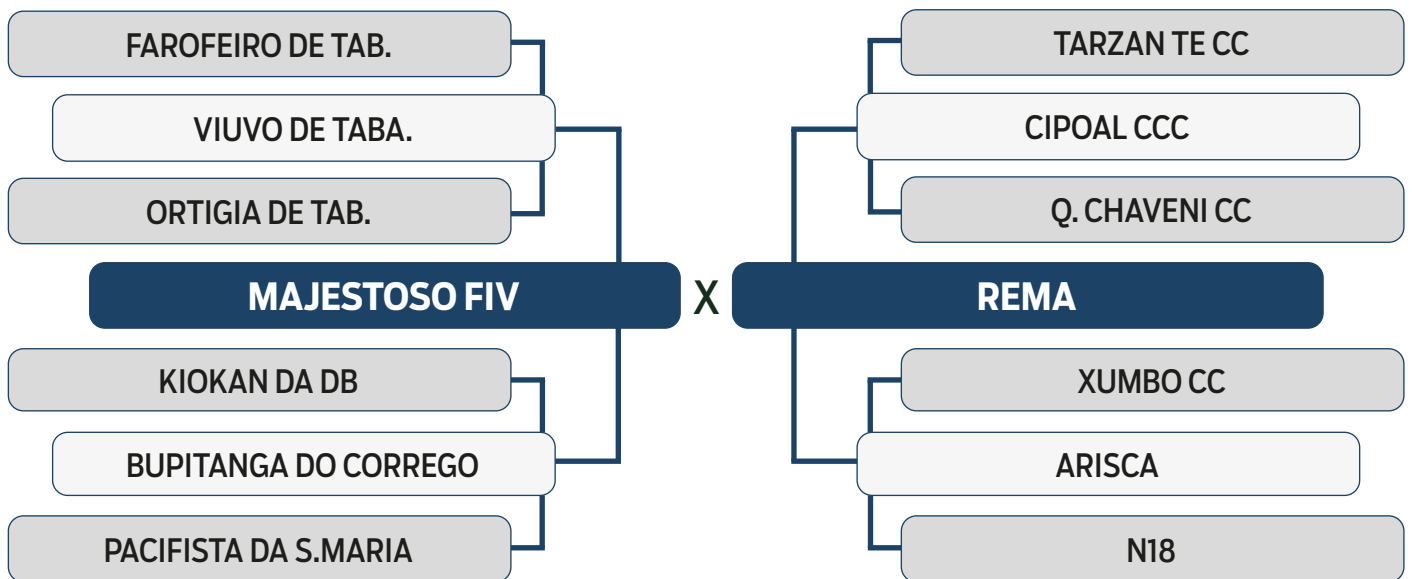 FAROFEIRO DE TAB.
VIUVO DE TABA.
ORTIGIA DE TAB.
MAJESTOSO FIV
KIOKAN DA DB
BUPITANGA DO CORREGO
PACIFISTA DA S.MARIA
X
TARZAN TE CC
CIPOAL CCC
Q. CHAVENI CC
REMA
XUMBO CC
ARISCA
N18